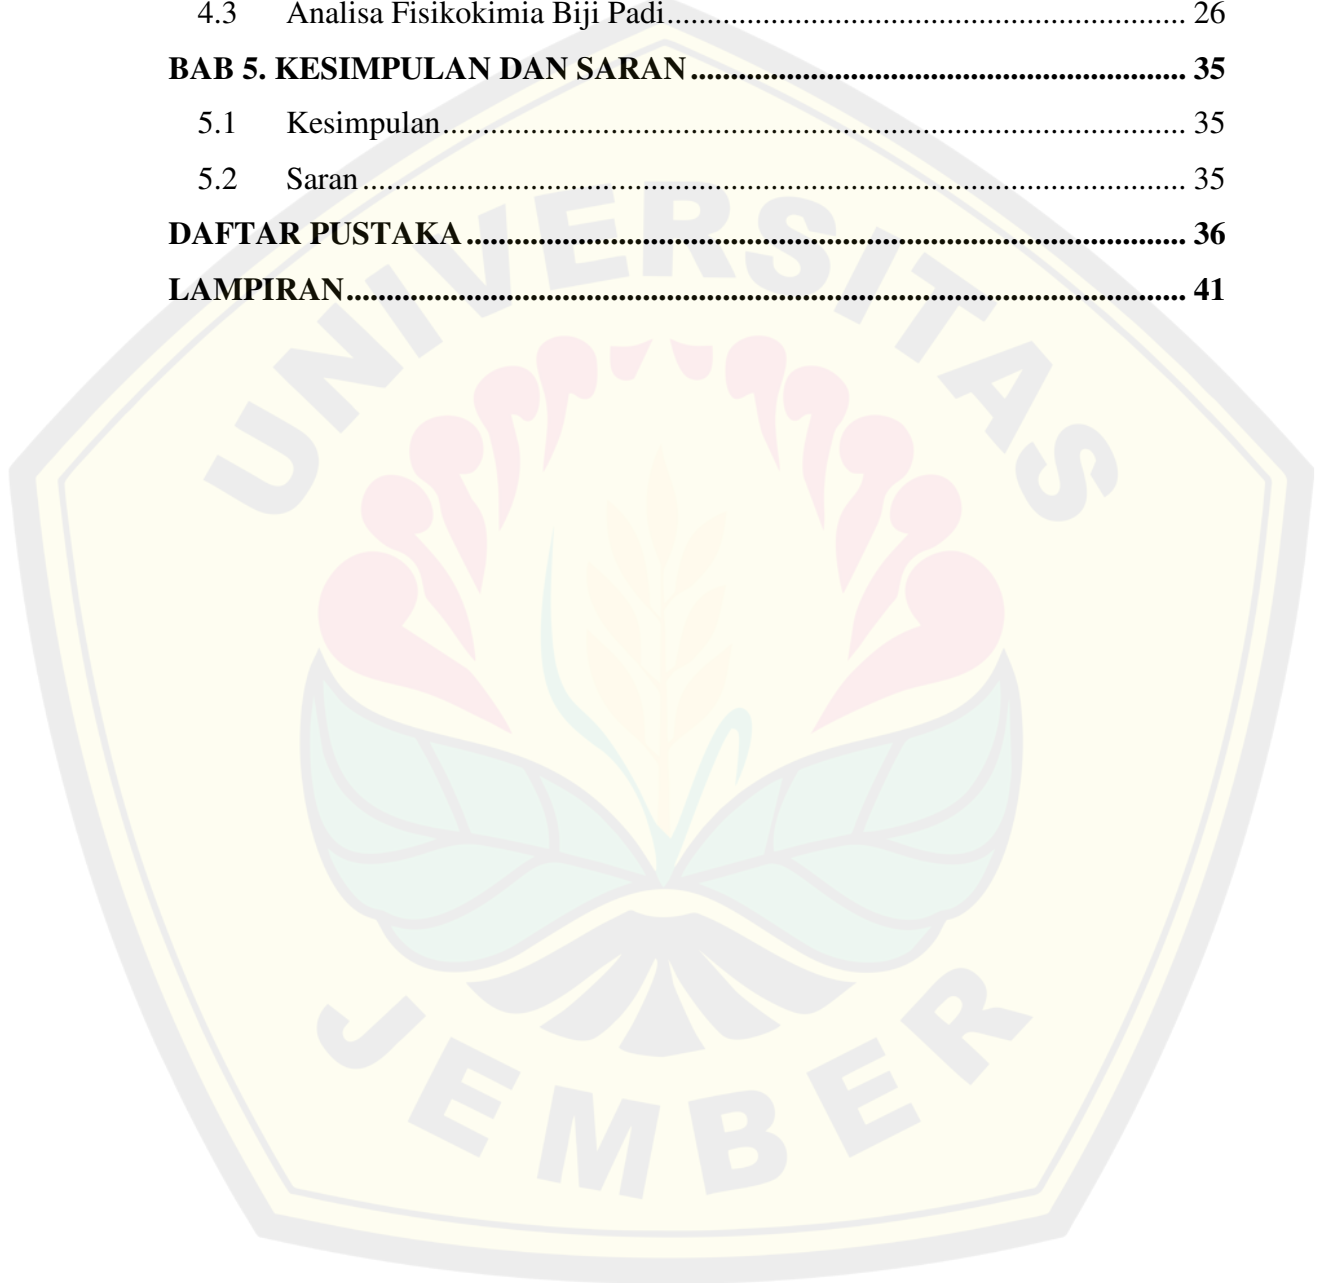 4.3 Analisa Fisikokimia Biji Padi.......................................................................... 26
BAB 5. KESIMPULAN DAN SARAN.............................................................. 35
5.1 Kesimpulan............................................................................................. 35
5.2 Saran....................................................................................................... 35
DAFTAR PUSTAKA.......................................................................................... 36
LAMPIRAN......................................................................................................... 41
UNIVERSITAS
JEMBER